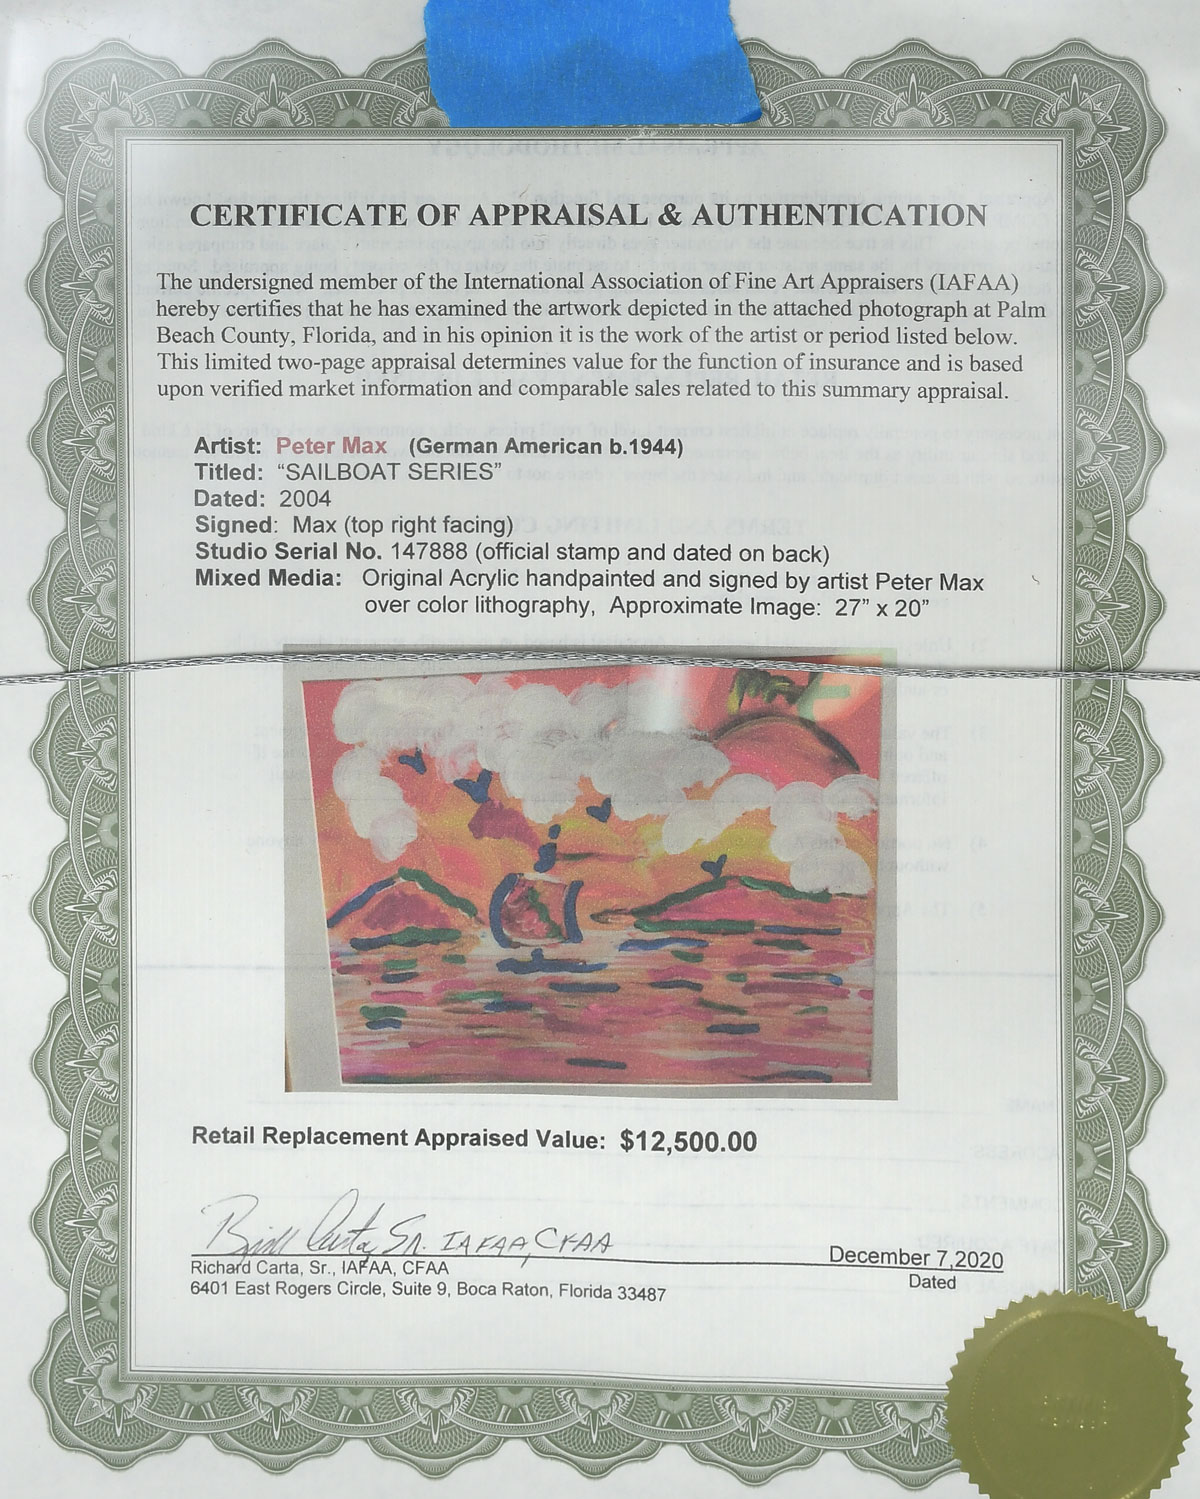 CERTIFICATE OF APPRAISAL & AUTHENTICATION
The undersigned member of the International Association of Fine Art Appraisers (IAFAA)
hereby certifies that he has examined the artwork depicted in the attached photograph at Palm
Beach County, Florida, and in his opinion it is the work of the artist or period listed below.
This limited two-page appraisal determines value for the function of insurance and is based
upon verified market information and comparable sales related to this summary appraisal.
Artist: Peter Max (German American b.1944)
Titled: “SAILBOAT SERIES”
Dated: 2004
Signed: Max (top right facing)
Studio Serial No. 147888 (official stamp and dated on back)
Mixed Media: Original Acrylic handpainted and signed by artist Peter Max
over color lithography, Approximate Image: 27” x 20”
Retail Replacement Appraised Value: $12,500.00
Carta, Sr. IAFAA, CFAA
December 7,2020
Richard Carta, Sr., IAFAA, CFAA
Dated
6401 East Rogers Circle, Suite 9, Boca Raton, Florida 33487